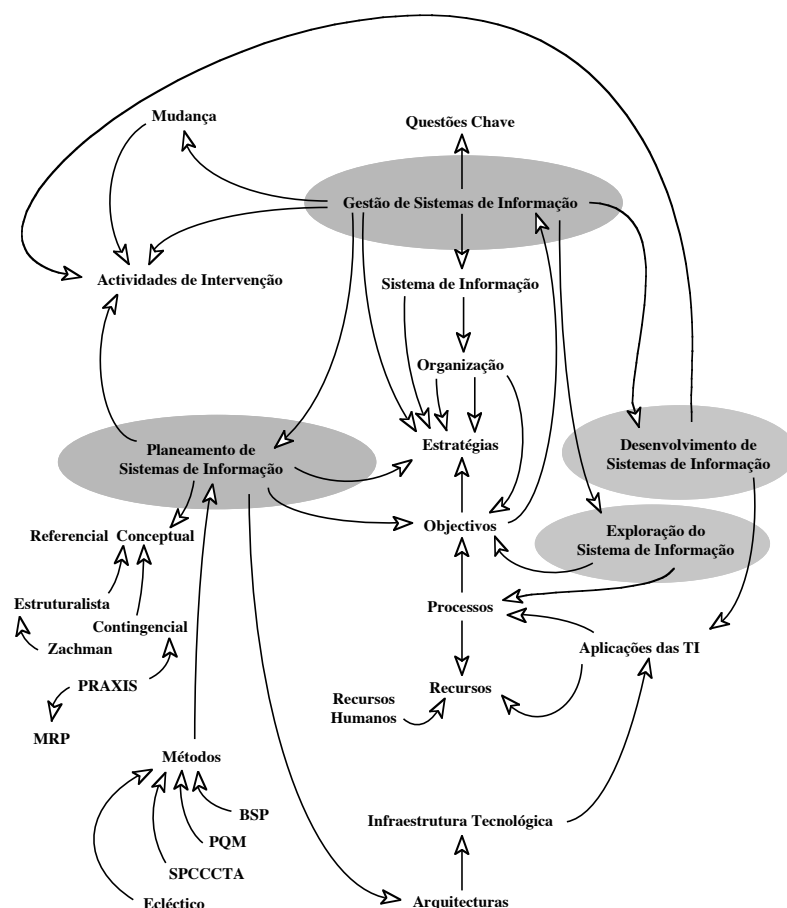 Mudança
Questões Chave
Gestão de Sistemas de Informação
Actividades de Intervenção
Sistema de Informação
Organização
Estratégias
Planeamento de
Sistemas de Informação
Desenvolvimento de
Sistemas de Informação
Referencial Conceptual
Objectivos
Exploração do
Sistema de Informação
Estruturalista
Contingencial
Zachman
Processos
Aplicações das TI
PRAXIS
MRP
Recursos
Recursos
Humanos
Métodos
BSP
PQM
SPCCCTA
Ecléctico
Infraestrutura Tecnológica
Arquitecturas